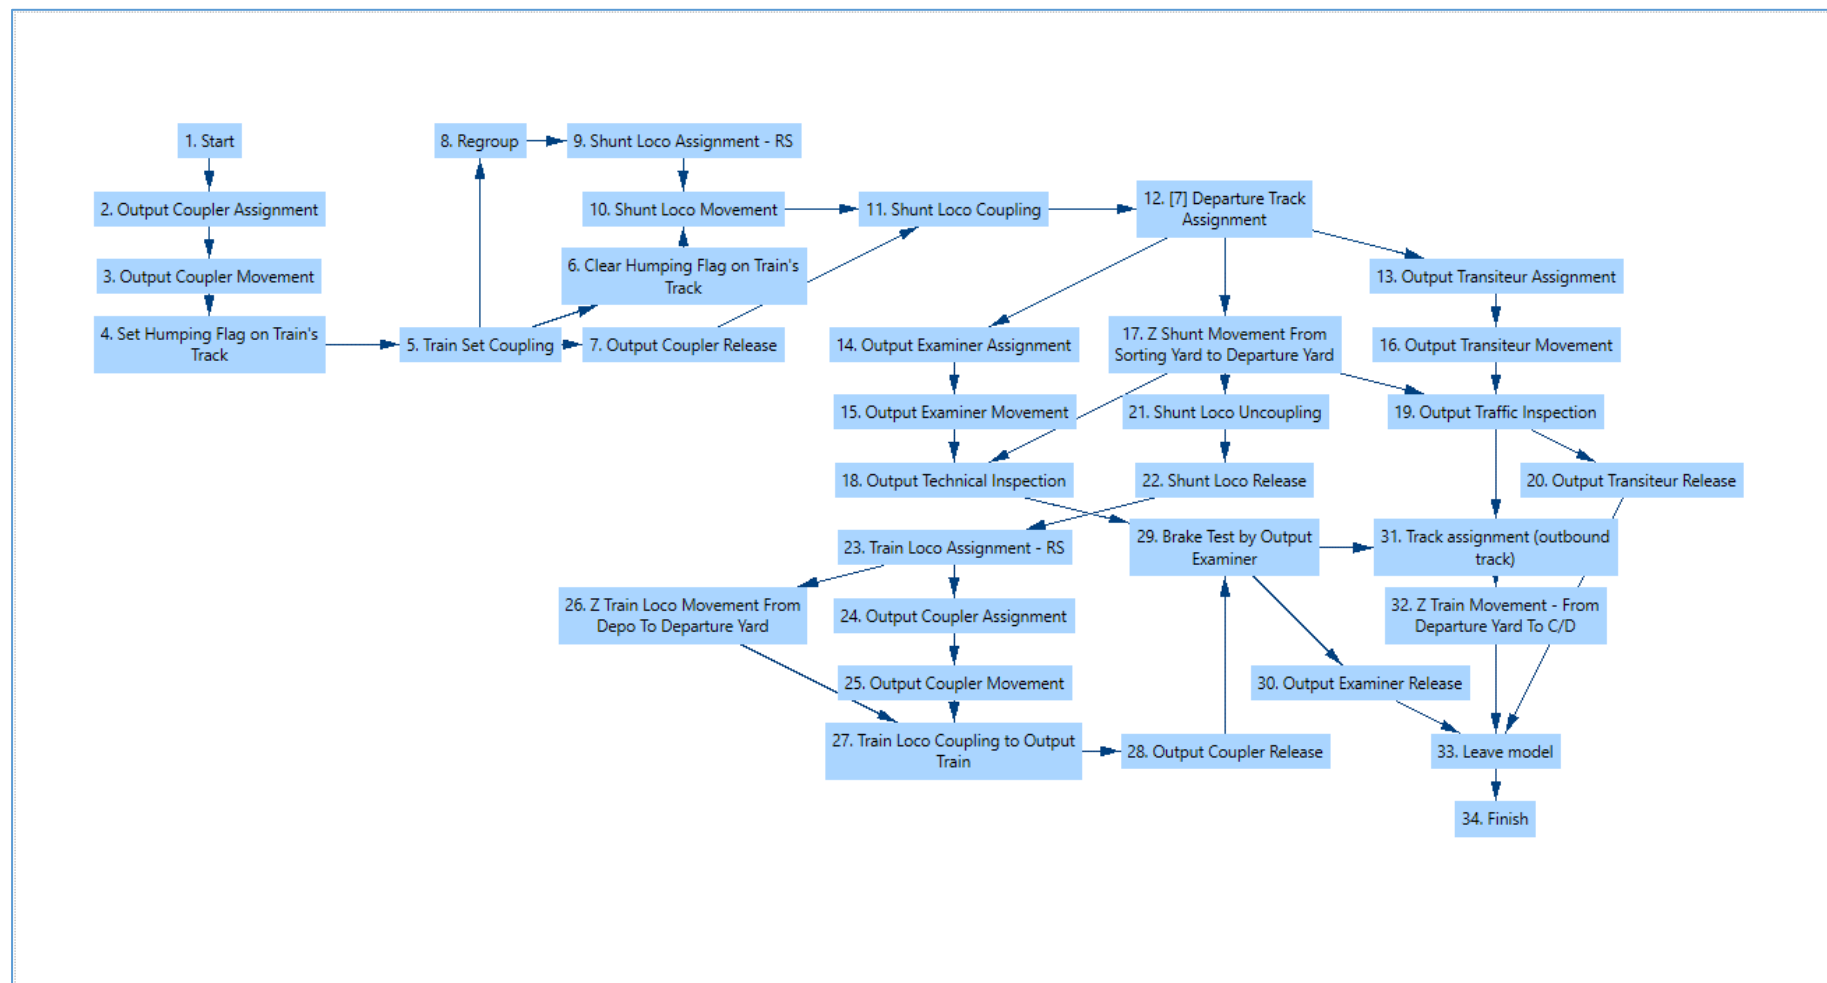 1. Start
8. Regroup
9. Shunt Loco Assignment - RS
2. Output Coupler Assignment
10. Shunt Loco Movement
11. Shunt Loco Coupling
12. [7] Departure Track
Assignment
3. Output Coupler Movement
6. Clear Humping Flag on Train's
Track
13. Output Transiteur Assignment
4. Set Humping Flag on Train's
Track
5. Train Set Coupling
7. Output Coupler Release
14. Output Examiner Assignment
17. Z Shunt Movement From
Sorting Yard to Departure Yard
16. Output Transiteur Movement
15. Output Examiner Movement
21. Shunt Loco Uncoupling
19. Output Traffic Inspection
18. Output Technical Inspection
22. Shunt Loco Release
20. Output Transiteur Release
23. Train Loco Assignment - RS
29. Brake Test by Output
Examiner
31. Track assignment (outbound
track)
26. Z Train Loco Movement From
Depo To Departure Yard
24. Output Coupler Assignment
32. Z Train Movement - From
Departure Yard To C/D
25. Output Coupler Movement
30. Output Examiner Release
27. Train Loco Coupling to Output
Train
28. Output Coupler Release
33. Leave model
34. Finish